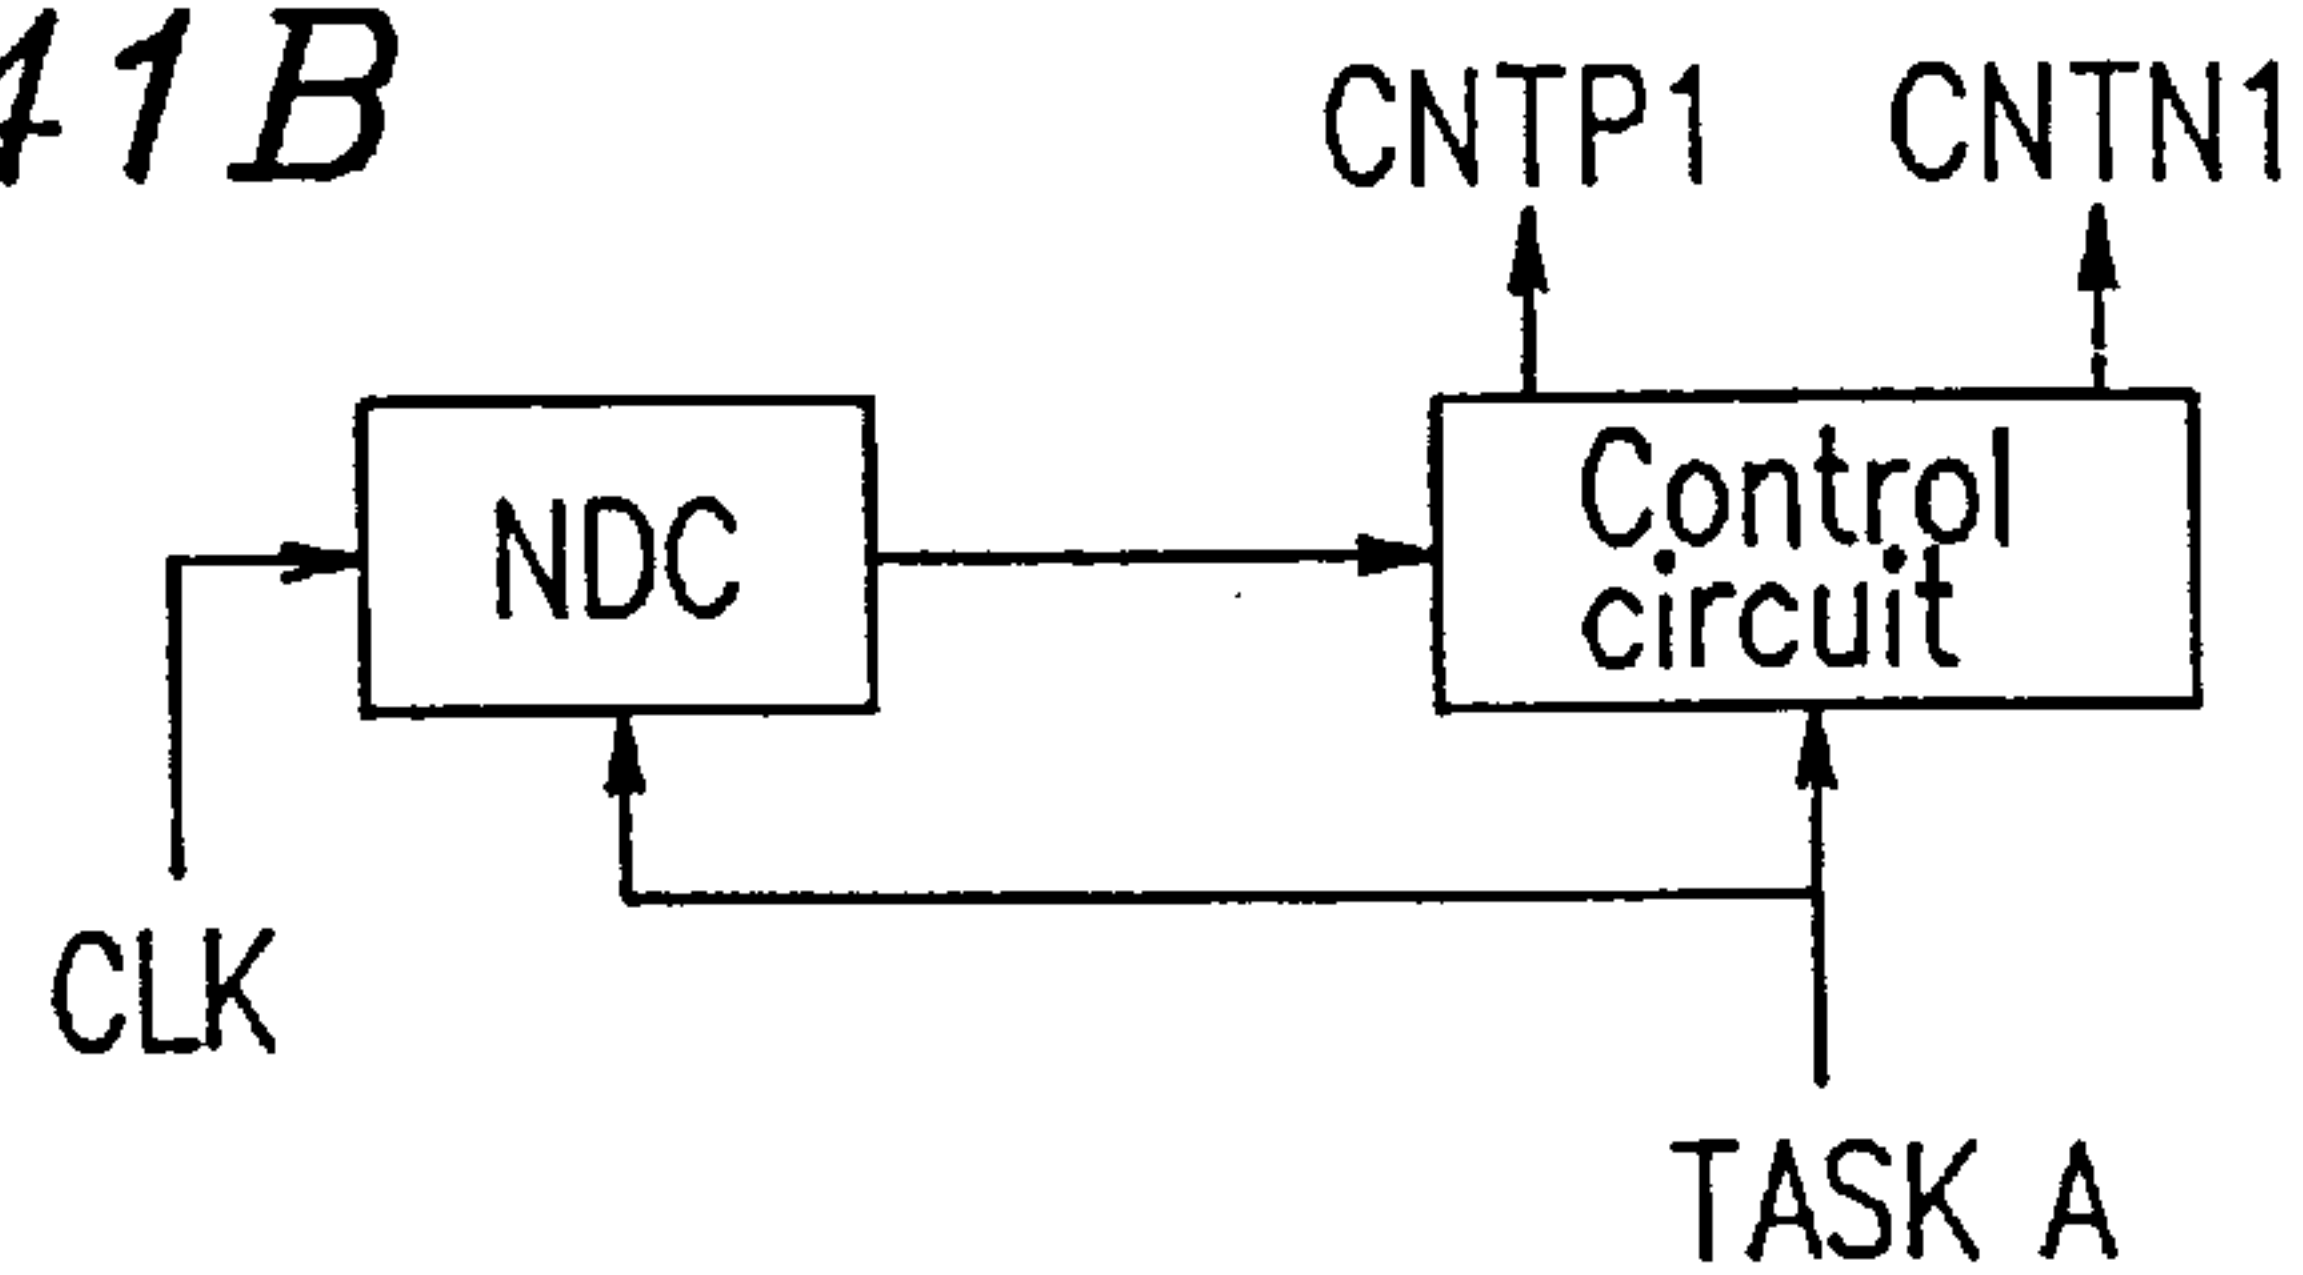 41B
CNTP1 CNTN1
NDC
Control
circuit
CLK
TASK A